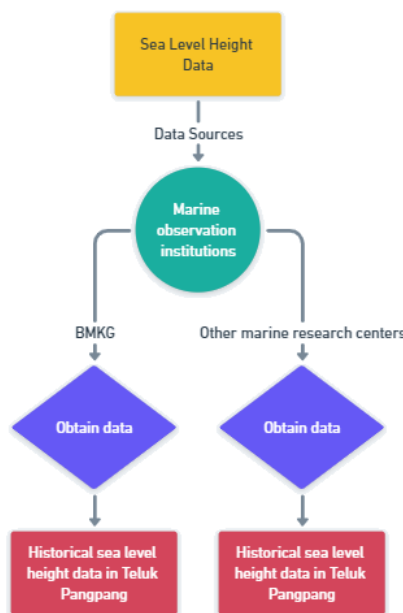 Sea Level Height
Data
Data Sources
Marine
observation
institutions
BMKG
Other marine research centers
Obtain data
Obtain data
Historical sea level
height data in Teluk
Pangpang
Historical sea level
height data in Teluk
Pangpang